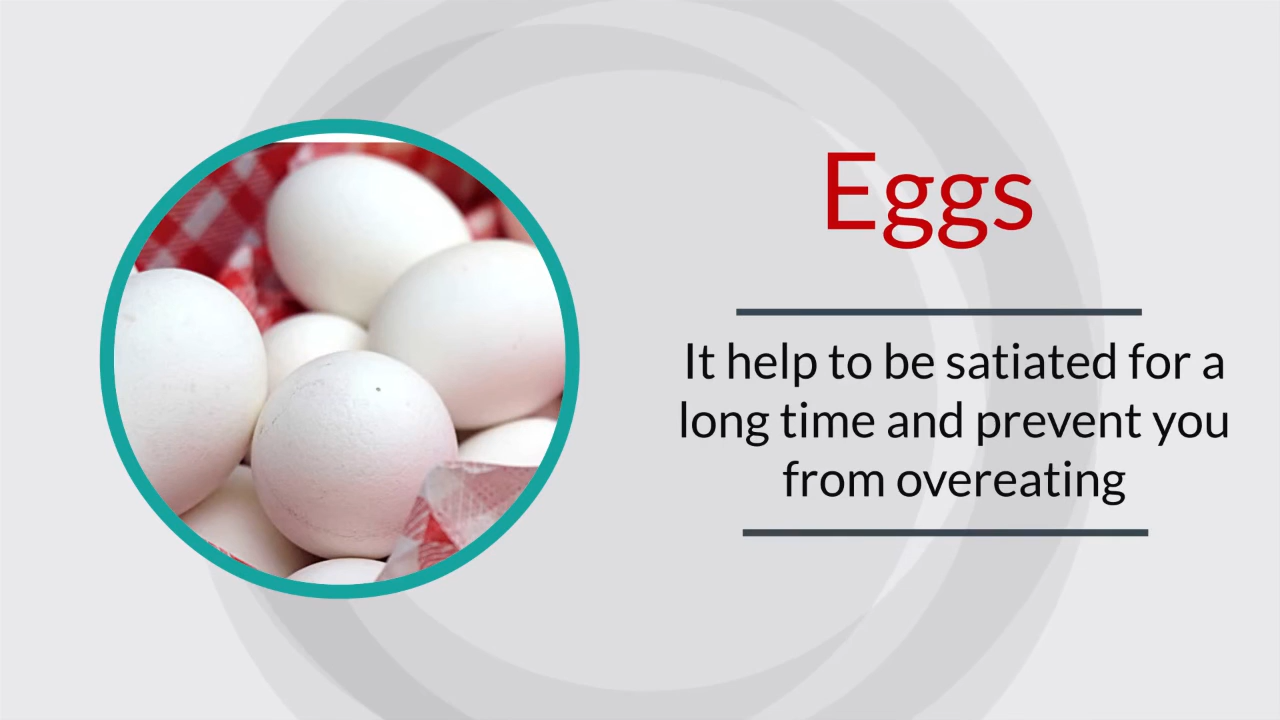 Eggs
It help to be satiated for a
long time and prevent you
from overeating